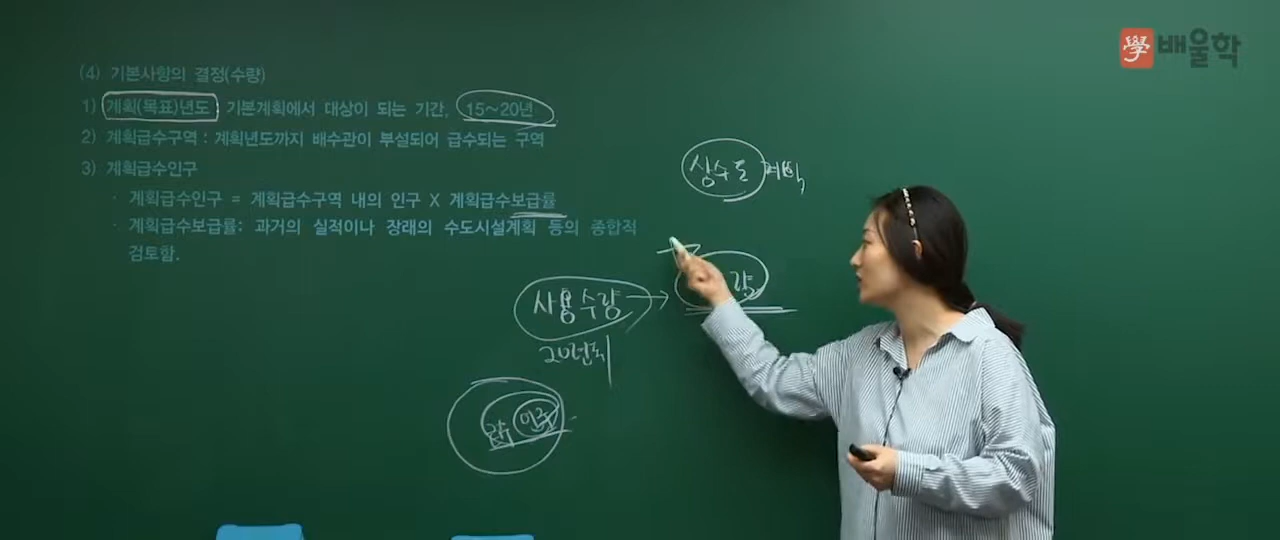 學 배울학
(4) 기본사항의 결정(수량)
1) 계획(목표)년도 기본계획에서 대상이 되는 기간, 15~20년
2) 계획급수구역 : 계획년도까지 배수관이 부설되어 급수되는 구역
3) 계획급수인구
· 계획급수인구 = 계획급수구역 내의 인구 X 계획급수보급률
· 계획급수보급률: 과거의 실적이나 장래의 수도시설계획 등의 종합적
검토함.
상수도 계획
사용수량 → 량
20년뒤
급수 인구